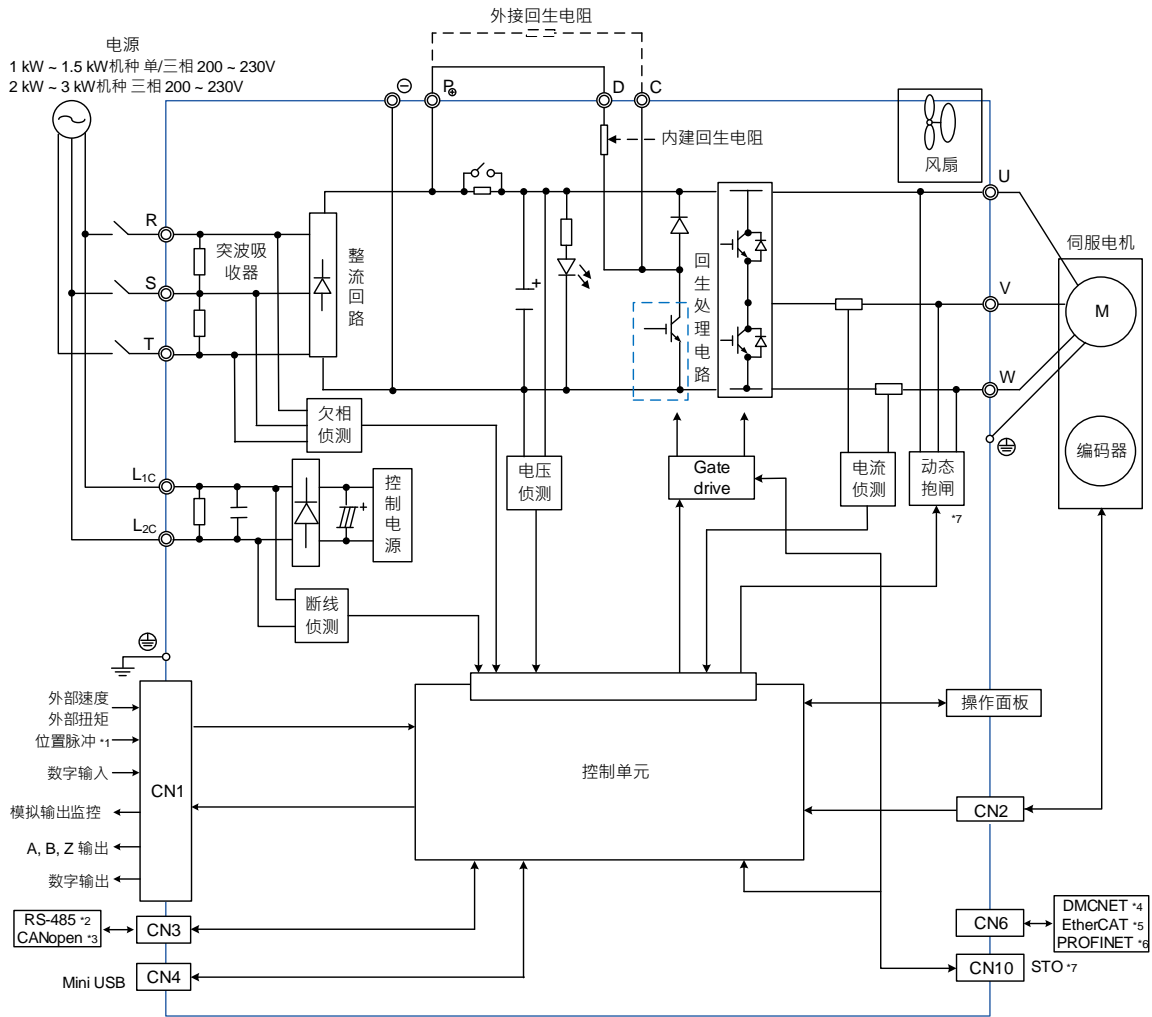 外接回生电阻
电源
1 kW ~ 1.5 kW机种 单/三相 200 ~ 230V
2 kW ~ 3 kW机种 三相 200 ~ 230V
P⊕
D
C
内建回生电阻
风扇
U
R
突波吸
收器
整
流
回
路
回
生
处
理
电
路
伺服电机
S
V
M
T
W
+
欠相
侦测
电压
侦测
Gate
drive
电流
侦测
动态
抱闸
*7
编码器
L1C
L2C
+
控
制
电
源
断线
侦测
外部速度
外部扭矩
位置脉冲 *1
数字输入
模拟输出监控
A, B, Z 输出
数字输出
CN1
控制单元
操作面板
CN2
RS-485 *2
CANopen *3
CN3
CN6
DMCNET *4
EtherCAT *5
PROFINET *6
Mini USB
CN4
CN10
STO *7